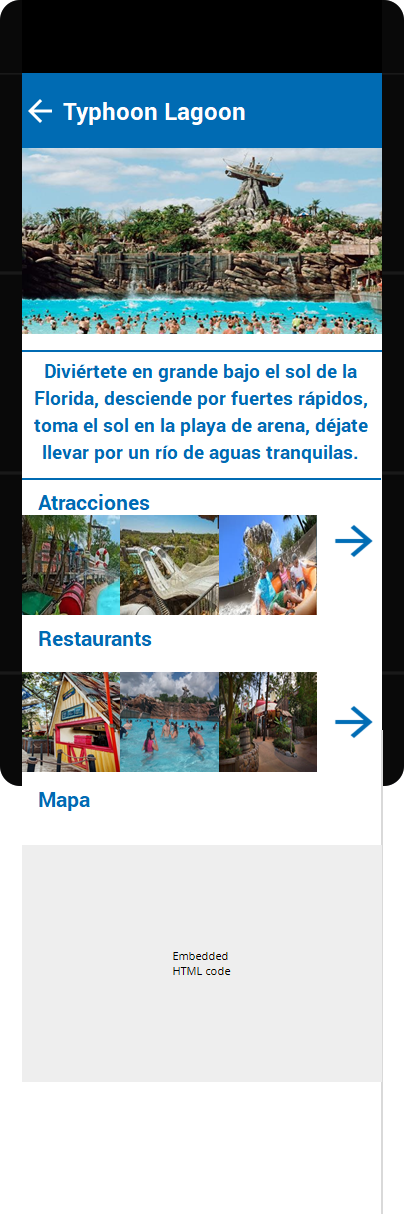 Typhoon Lagoon
Diviértete en grande bajo el sol de la
Florida, desciende por fuertes rápidos,
toma el sol en la playa de arena, déjate
llevar por un río de aguas tranquilas.
Atracciones
Restaurants
Mapa
Embedded
HTML code